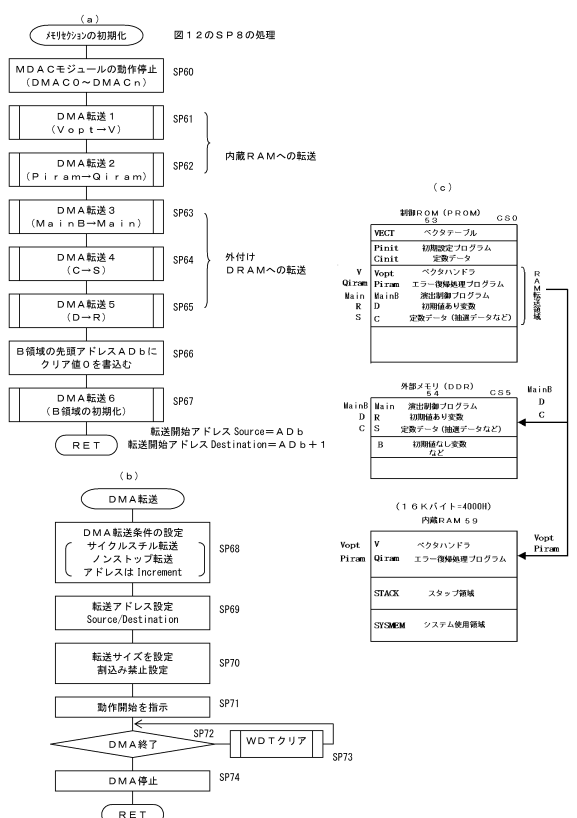 (a)
メモリセクションの初期化
図12のSP8の処理
MDACモジュールの動作停止
(DMAC0~DMACn)
SP60
DMA転送1
(Vopt→V)
SP61
DMA転送2
(Piram→Qiram)
SP62
内蔵RAMへの転送
DMA転送3
(MainB→Main)
SP63
DMA転送4
(C→S)
SP64
DMA転送5
(D→R)
SP65
外付け
DRAMへの転送
B領域の先頭アドレスADbに
クリア値0を書込む
SP66
DMA転送6
(B領域の初期化)
SP67
RET
転送開始アドレス Source=ADb
転送開始アドレス Destination=ADb+1
(b)
DMA転送
DMA転送条件の設定
サイクルスチル転送
ノンストップ転送
アドレスは Increment
SP68
転送アドレス設定
Source/Destination
SP69
転送サイズを設定
割込み禁止設定
SP70
動作開始を指示
SP71
DMA終了
SP72
WDTクリア
SP73
DMA停止
SP74
RET
(c)
制御ROM (PROM)
53
CS0
VECT ベクタテーブル
Pinit 初期設定プログラム
Cinit 定数データ
V Vopt ベクタハンドラ
Qiram Piram エラー復帰処理プログラム
Main MainB 演出制御プログラム
R D 初期値あり変数
S C 定数データ(抽選データなど)
RAM転送領域
外部メモリ (DDR)
54
CS5
MainB Main 演出制御プログラム
D R 初期値あり変数
C S 定数データ(抽選データなど)
B 初期値なし変数
など
MainB
D
C
(16Kバイト=4000H)
内蔵RAM 59
Vopt V ベクタハンドラ
Piram Qiram エラー復帰処理プログラム
STACK スタップ領域
SYSMEM システム使用領域
Vopt
Piram